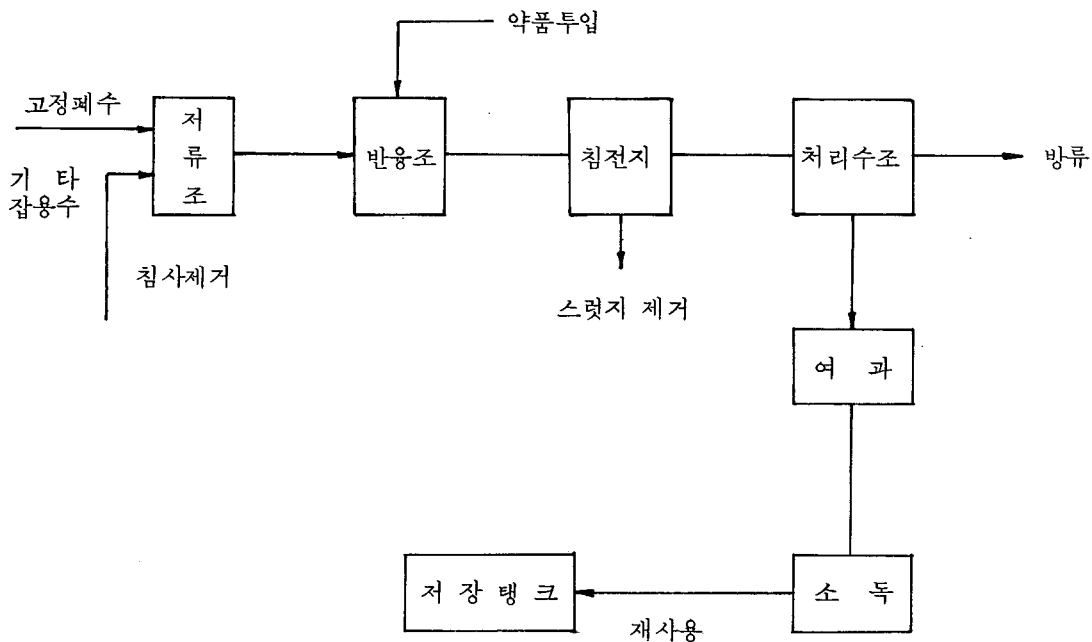 약품투입
고정폐수
저류조
반응조
침전지
처리수조
방류
기 타
잡용수
침사제거
스럿지 제거
여 과
저장탱크
소 독
재사용